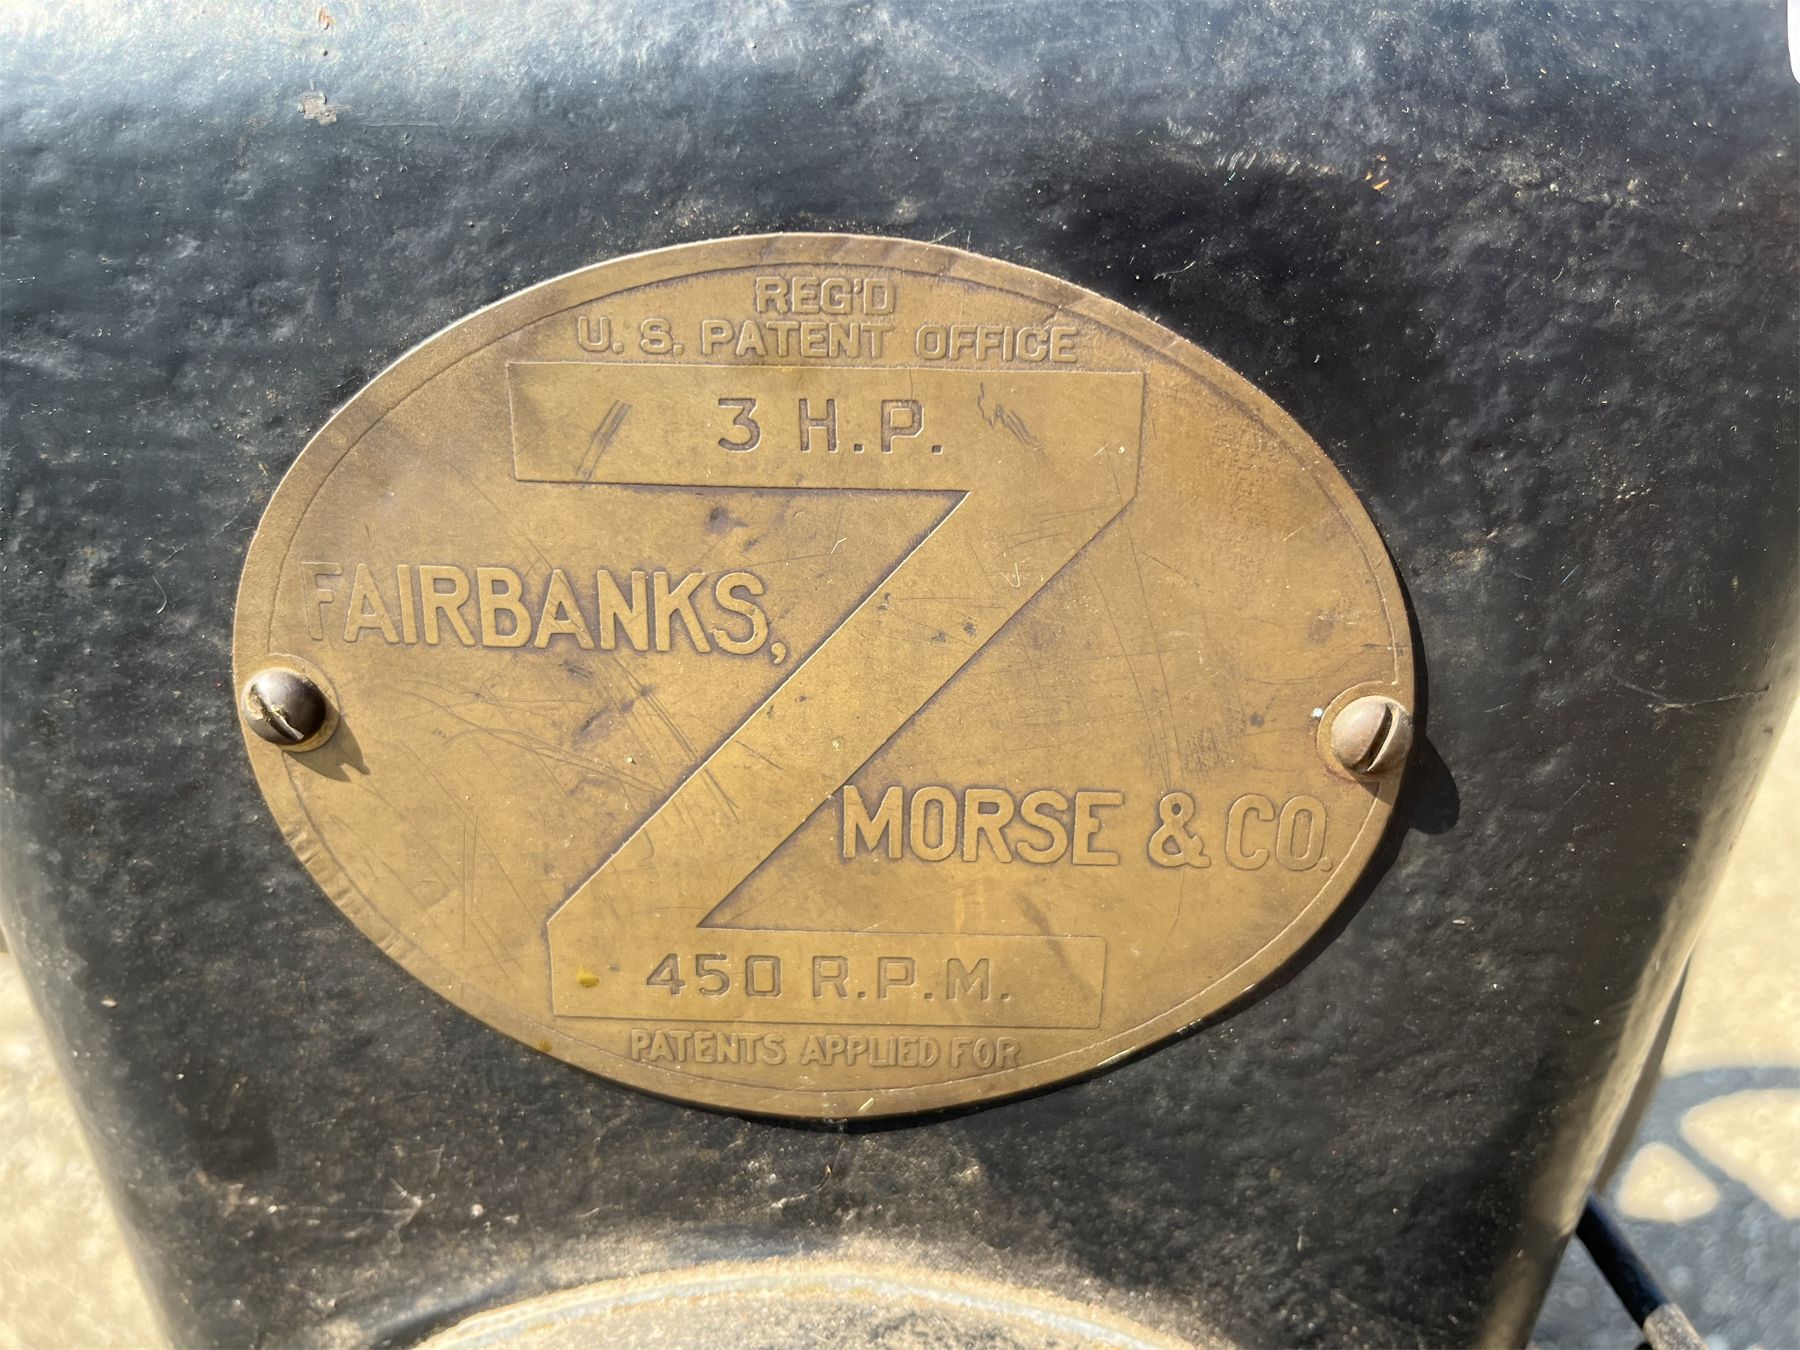 REG'D
U. S. PATENT OFFICE
3 H.P.
Z
FAIRBANKS,
MORSE & CO.
450 R.P.M.
PATENTS APPLIED FOR